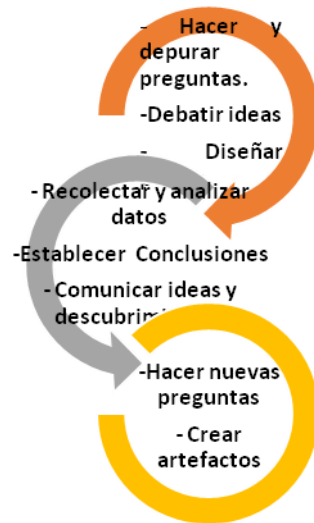 - Hacer y
depurar
preguntas.
-Debatir ideas
- Diseñar
- Recolectar y analizar
datos
-Establecer Conclusiones
- Comunicar ideas y
-Hacer nuevas
preguntas
- Crear
artefactos